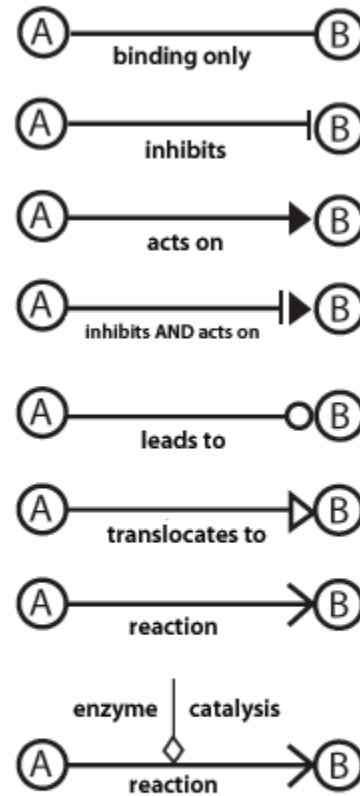 A B
binding only
A B
inhibits
A B
acts on
A B
inhibits AND acts on
A B
leads to
A B
translocates to
A B
reaction
enzyme catalysis
A B
reaction